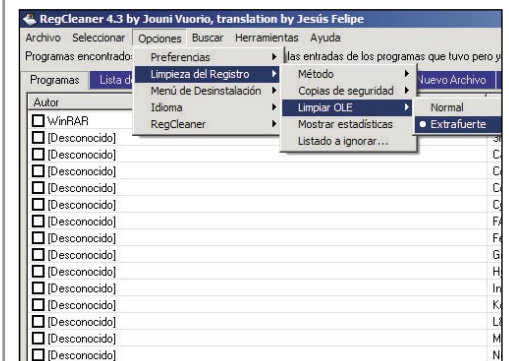 RegCleaner 4.3 by Jouni Vuorio, translation by Jesús Felipe
Archivo Seleccionar Opciones Buscar Herramientas Ayuda
Programas encontrado las entradas de los programas que tuvo pero y
Programas Lista d Nuevo Archivo
Preferencias
Limpieza del Registro
Menú de Desinstalación
Idioma
RegCleaner
Método
Copias de seguridad
Limpiar OLE
Mostrar estadísticas
Listado a ignorar...
Normal
Extrafuerte
Autor
WinRAR
[Desconocido]
[Desconocido]
[Desconocido]
[Desconocido]
[Desconocido]
[Desconocido]
[Desconocido]
[Desconocido]
[Desconocido]
[Desconocido]
[Desconocido]
[Desconocido]
[Desconocido]
[Desconocido]